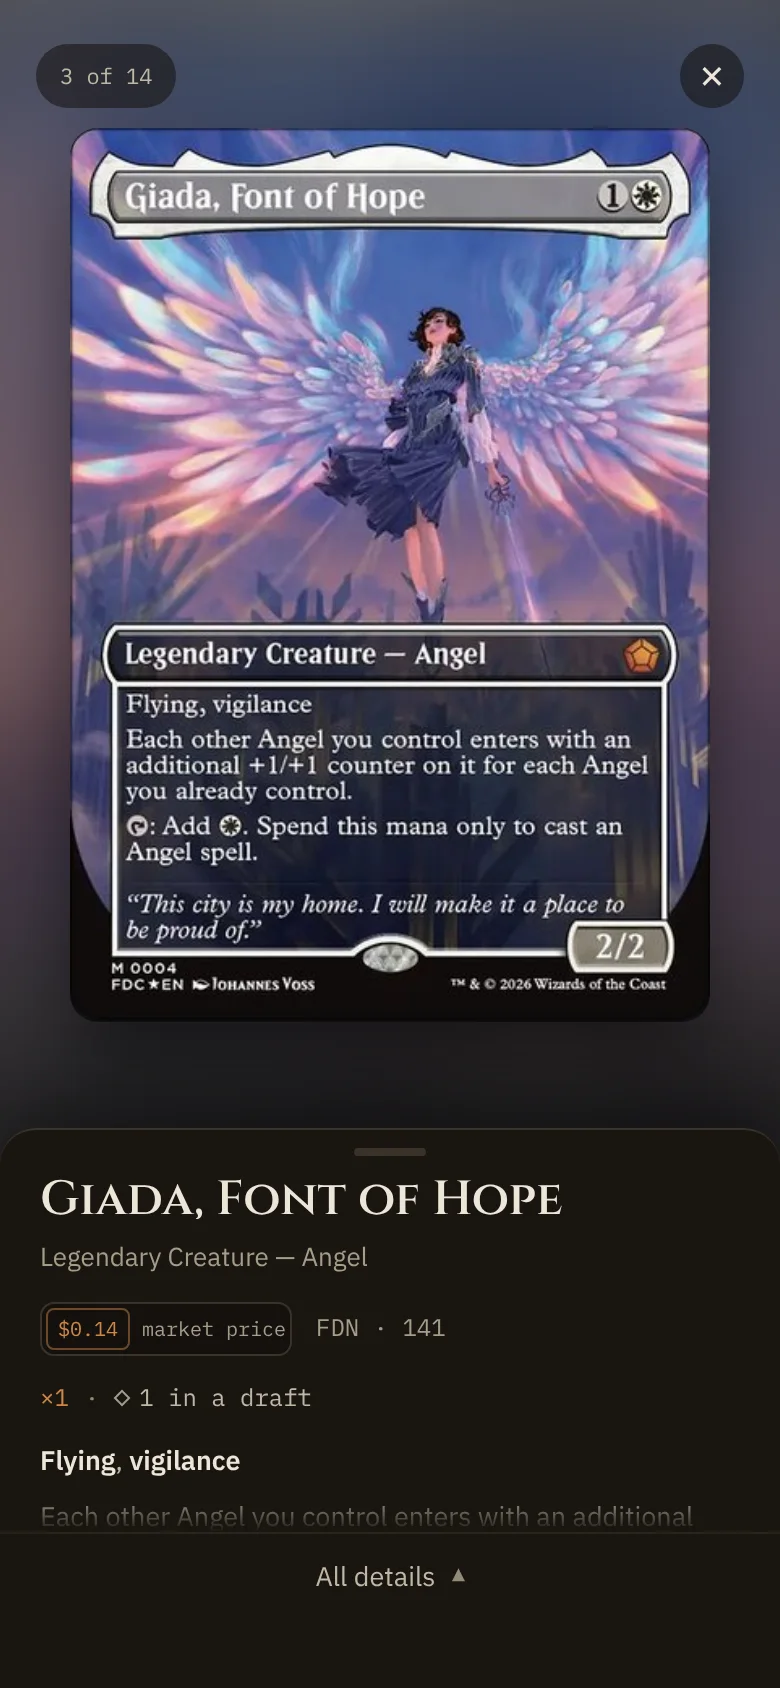 3 of 14
Giada, Font of Hope 1
Legendary Creature — Angel
Flying, vigilance
Each other Angel you control enters with an
additional +1/+1 counter on it for each Angel
you already control.
: Add . Spend this mana only to cast an
Angel spell.
“This city is my home. I will make it a place to
be proud of.”
2/2
M 0004
FDC★EN Johannes Voss
™ & © 2026 Wizards of the Coast
Giada, Font of Hope
Legendary Creature — Angel
$0.14 market price FDN · 141
×1 · ◇ 1 in a draft
Flying, vigilance
Each other Angel you control enters with an additional
All details ▲